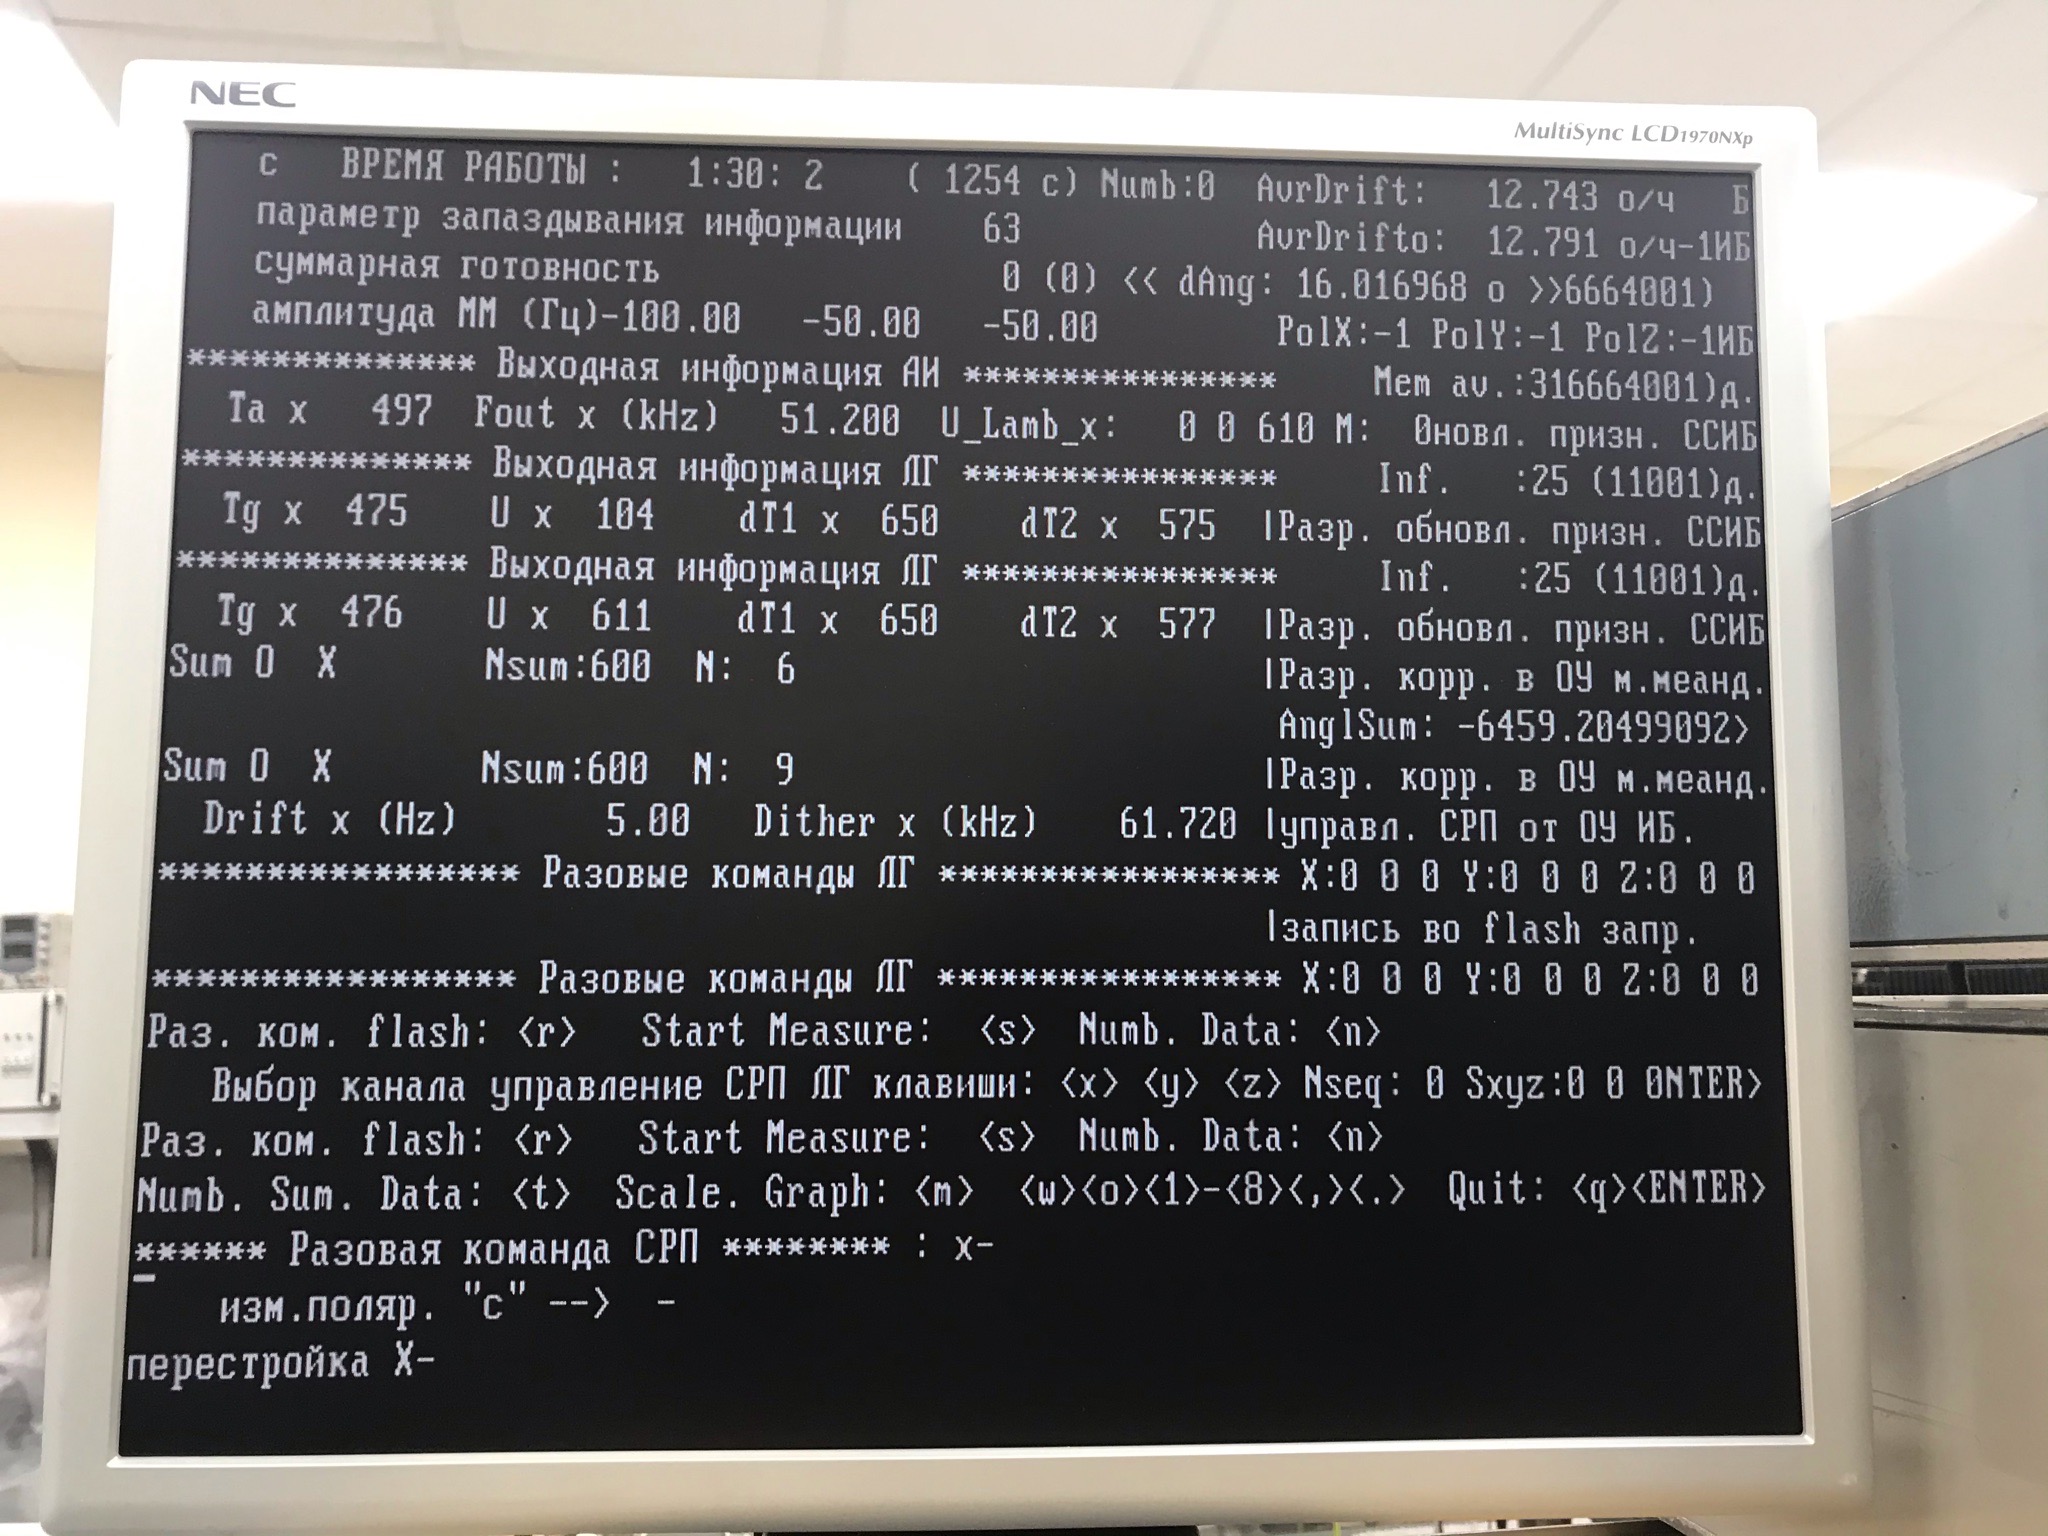 NEC
MultiSync LCD1970NXp
с ВРЕМЯ РАБОТЫ : 1:30: 2 ( 1254 с) Numb:0 AvrDrift: 12.743 о/ч Б
параметр запаздывания информации 63 AvrDrifto: 12.791 о/ч-1ИБ
суммарная готовность 0 (0) << dAng: 16.016968 о >>6664001)
амплитуда ММ (Гц)-100.00 -50.00 -50.00 PolX:-1 PolY:-1 PolZ:-1ИБ
************** Выходная информация АИ **************** Mem av.:316664001)д.
Ta x 497 Fout x (kHz) 51.200 U_Lamb_x: 0 0 610 M: 0новл. призн. ССИБ
************** Выходная информация ЛГ **************** Inf. :25 (11001)д.
Tg x 475 U x 104 dT1 x 650 dT2 x 575 |Разр. обновл. призн. ССИБ
************** Выходная информация ЛГ **************** Inf. :25 (11001)д.
Tg x 476 U x 611 dT1 x 650 dT2 x 577 |Разр. обновл. призн. ССИБ
Sum O X Nsum:600 N: 6 |Разр. корр. в ОУ м.меанд.
AnglSum: -6459.20499092>
Sum O X Nsum:600 N: 9 |Разр. корр. в ОУ м.меанд.
Drift x (Hz) 5.00 Dither x (kHz) 61.720 |управл. СРП от ОУ ИБ.
***************** Разовые команды ЛГ ***************** X:0 0 0 Y:0 0 0 Z:0 0 0
|запись во flash запр.
***************** Разовые команды ЛГ ***************** X:0 0 0 Y:0 0 0 Z:0 0 0
Раз. ком. flash: <r> Start Measure: <s> Numb. Data: <n>
Выбор канала управление СРП ЛГ клавиши: <x> <y> <z> Nseq: 0 Sxyz:0 0 0NTER>
Раз. ком. flash: <r> Start Measure: <s> Numb. Data: <n>
Numb. Sum. Data: <t> Scale. Graph: <m> <w><o><1>-<8><,><.> Quit: <q><ENTER>
****** Разовая команда СРП ******** : x-
изм.поляр. "с" --> -
перестройка X-